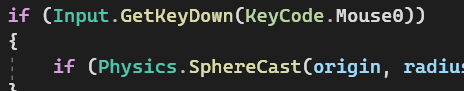 if (Input.GetKeyDown(KeyCode.Mouse0))
{
if (Physics.SphereCast(origin, radius
}